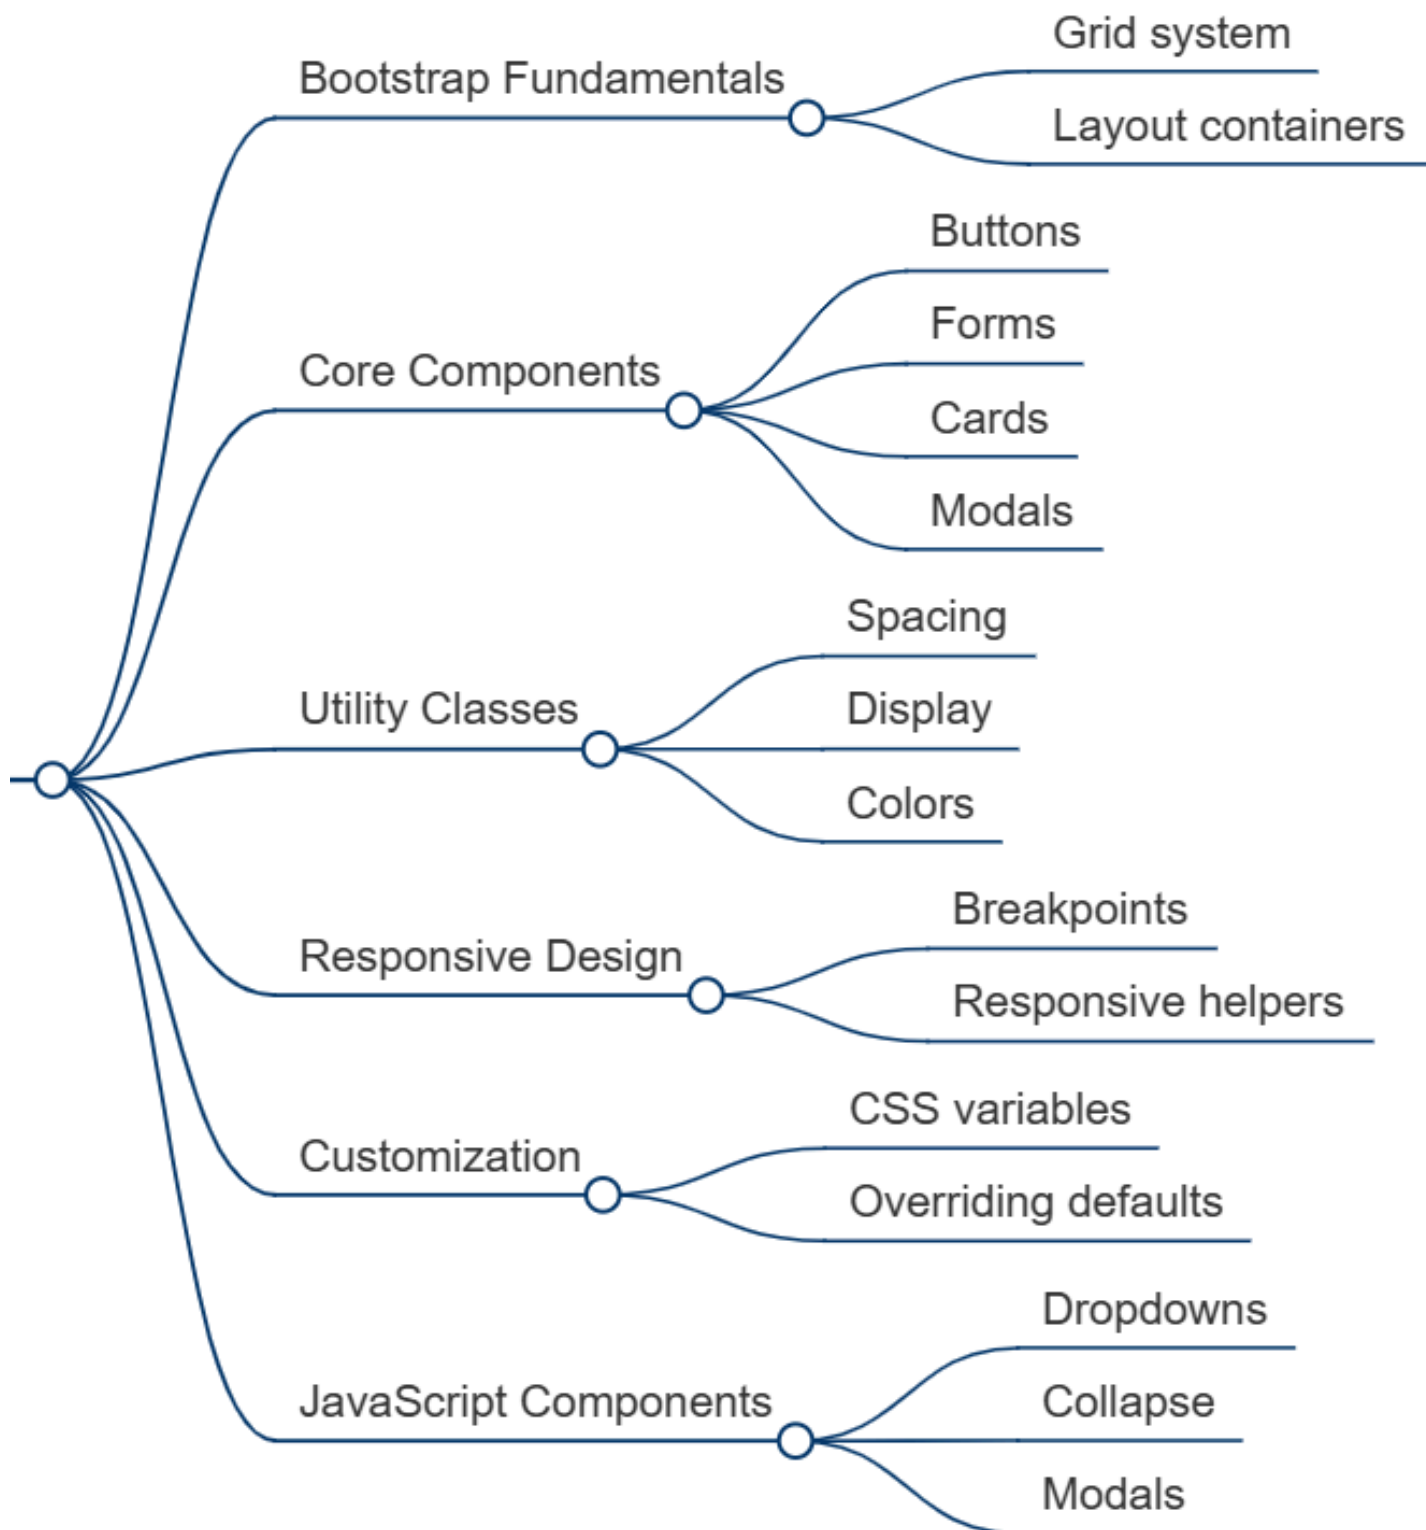 Bootstrap Fundamentals
Grid system
Layout containers
Core Components
Buttons
Forms
Cards
Modals
Utility Classes
Spacing
Display
Colors
Responsive Design
Breakpoints
Responsive helpers
Customization
CSS variables
Overriding defaults
JavaScript Components
Dropdowns
Collapse
Modals